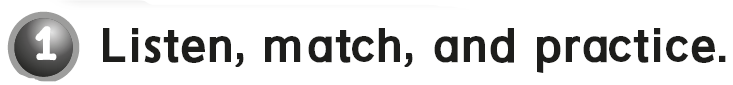 1 Listen, match, and practice.